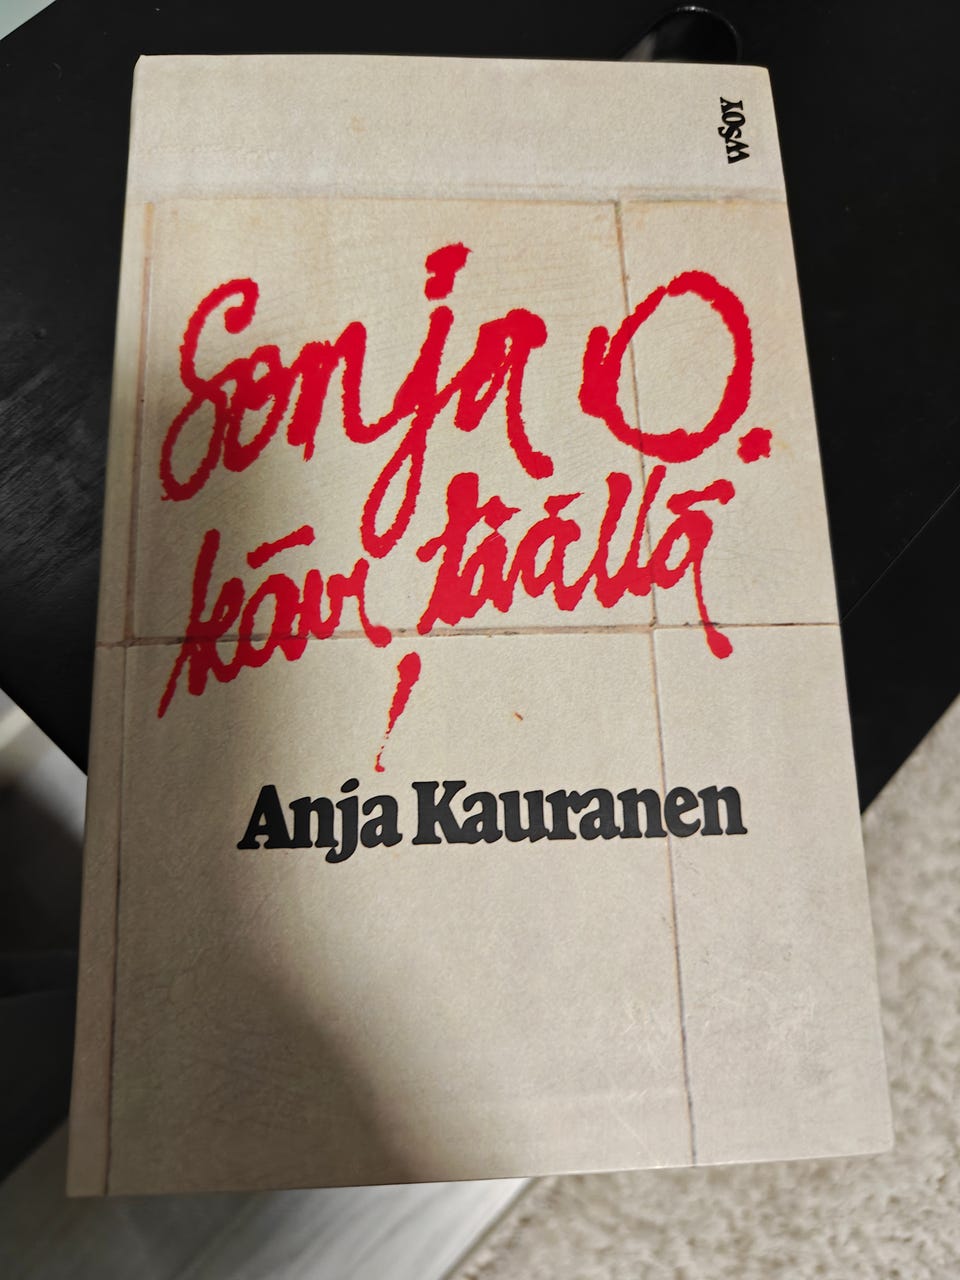 WSOY
Sonja O.
kävi täällä
Anja Kauranen